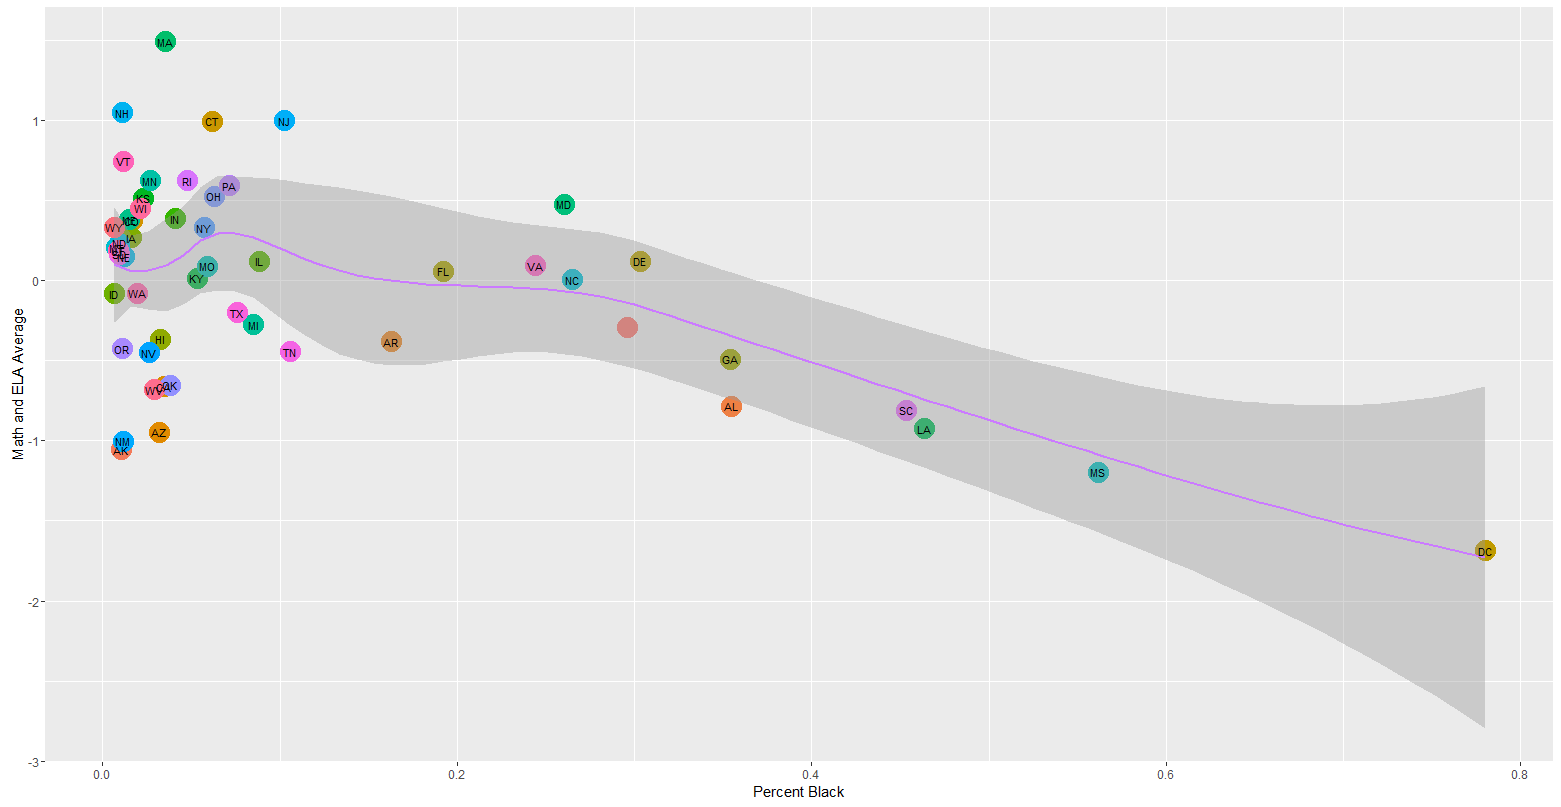 MA
NH
CT
NJ
1
VT
MN
RI
PA
KS
OH
WI
MD
IN
WY
CO
NY
IA
ND
NE
IL
DE
VA
MO
FL
KY
NC
0
ID
WA
TX
MI
HI
AR
OR
NV
TN
GA
OK
WV
AL
SC
LA
AZ
NM
-1
AK
MS
DC
-2
-3
0.0
0.2
0.4
0.6
0.8
Percent Black
Math and ELA Average